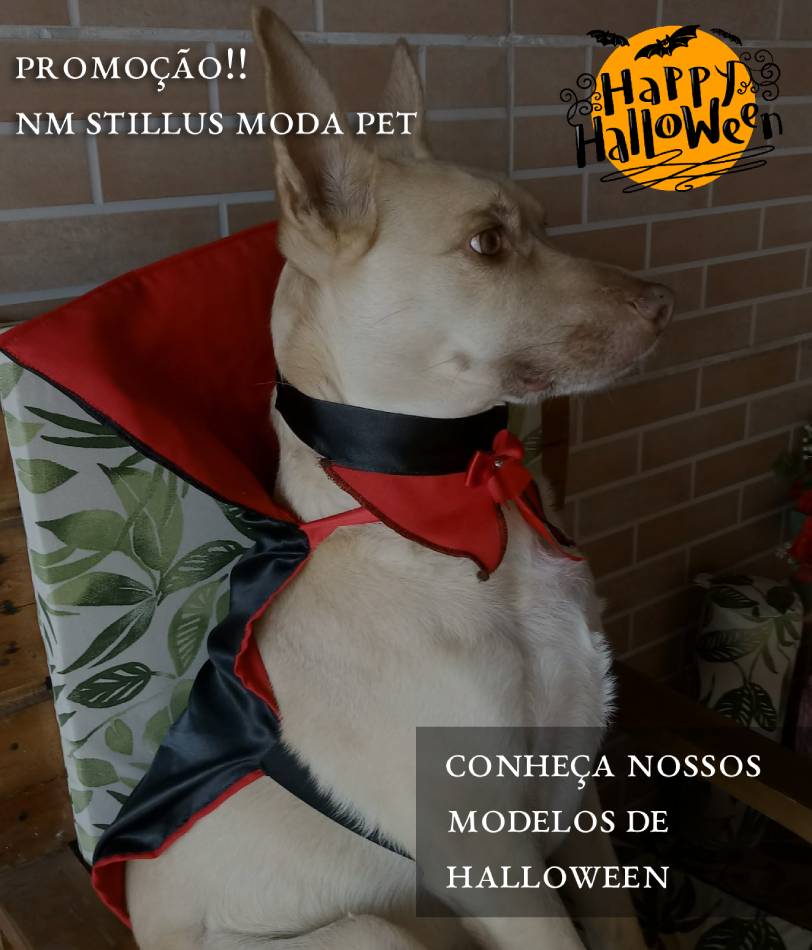 PROMOÇÃO!!
NM STILLUS MODA PET
Happy
Halloween
CONHEÇA NOSSOS
MODELOS DE
HALLOWEEN